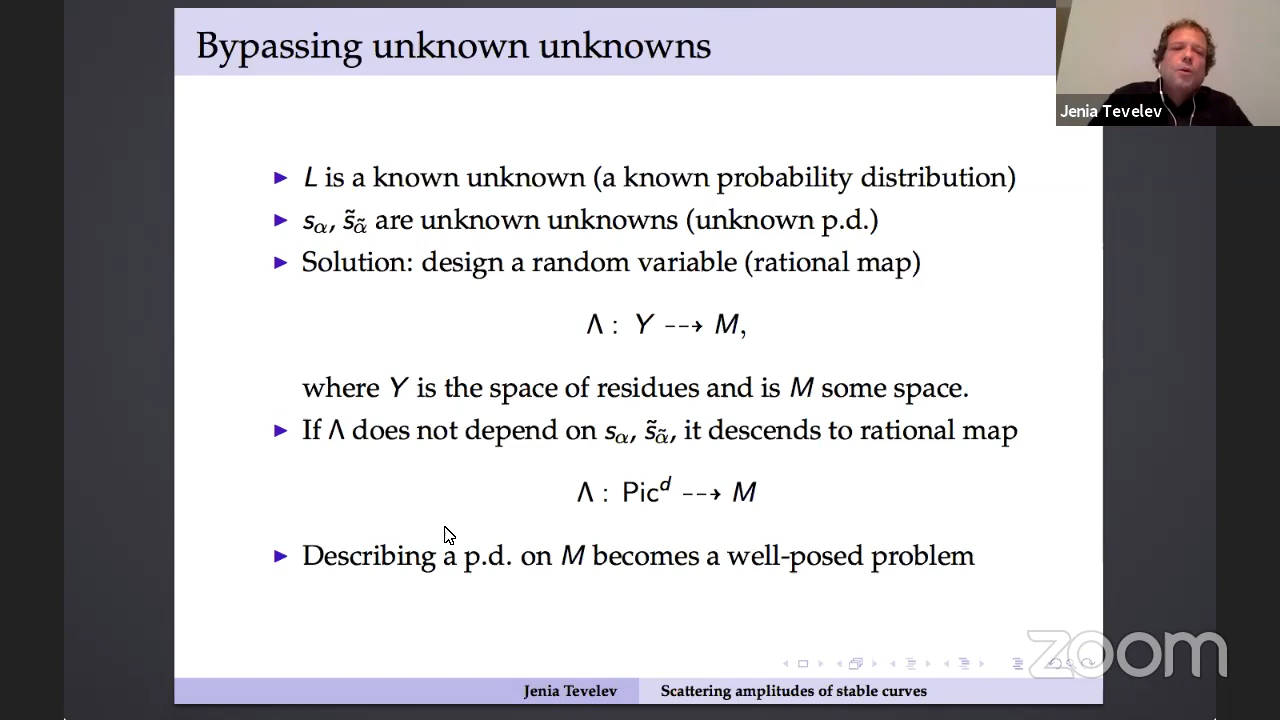 Bypassing unknown unknowns
Jenia Tevelev
▶ L is a known unknown (a known probability distribution)
▶ sα, s̃α̃ are unknown unknowns (unknown p.d.)
▶ Solution: design a random variable (rational map)
Λ : Y --→ M,
where Y is the space of residues and is M some space.
▶ If Λ does not depend on sα, s̃α̃, it descends to rational map
Λ : Picᵈ --→ M
▶ Describing a p.d. on M becomes a well-posed problem
zoom
Jenia Tevelev
Scattering amplitudes of stable curves